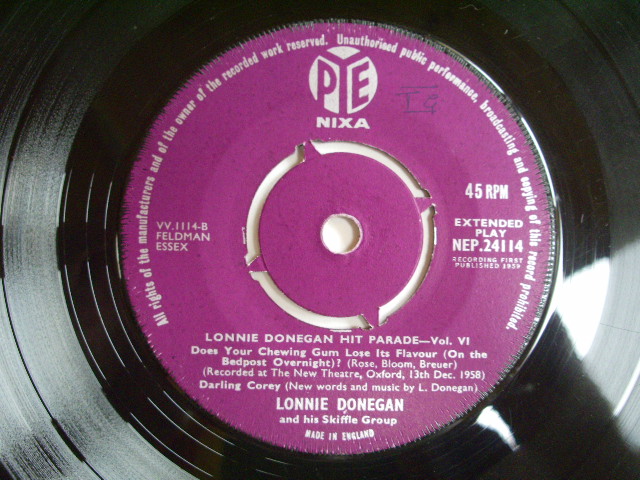 All rights of the manufacturers and of the owner of the recorded work reserved. Unauthorised public performance, broadcasting and copying of this record prohibited.
PYE
NIXA
I G
45 RPM
VV.1114-B
FELDMAN
ESSEX
EXTENDED
PLAY
NEP.24114
RECORDING FIRST
PUBLISHED 1959
LONNIE DONEGAN HIT PARADE—Vol. VI
Does Your Chewing Gum Lose Its Flavour (On the
Bedpost Overnight)? (Rose, Bloom, Breuer)
(Recorded at The New Theatre, Oxford, 13th Dec. 1958)
Darling Corey (New words and music by L. Donegan)
LONNIE DONEGAN
and his Skiffle Group
MADE IN ENGLAND